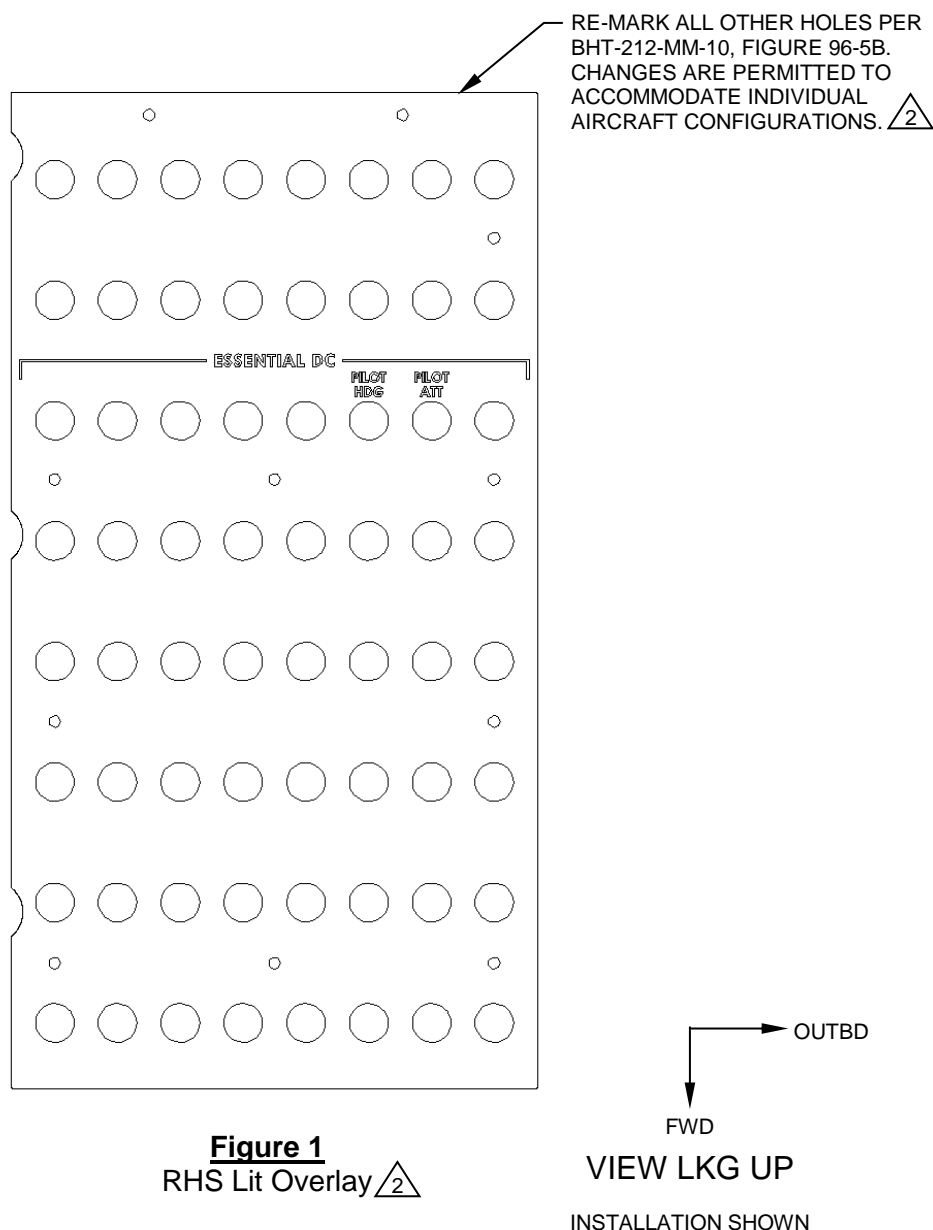 RE-MARK ALL OTHER HOLES PER
BHT-212-MM-10, FIGURE 96-5B.
CHANGES ARE PERMITTED TO
ACCOMMODATE INDIVIDUAL
AIRCRAFT CONFIGURATIONS. 2
ESSENTIAL DC
PILOT HDG
PILOT ATT
OUTBD
FWD
Figure 1
RHS Lit Overlay 2
VIEW LKG UP
INSTALLATION SHOWN